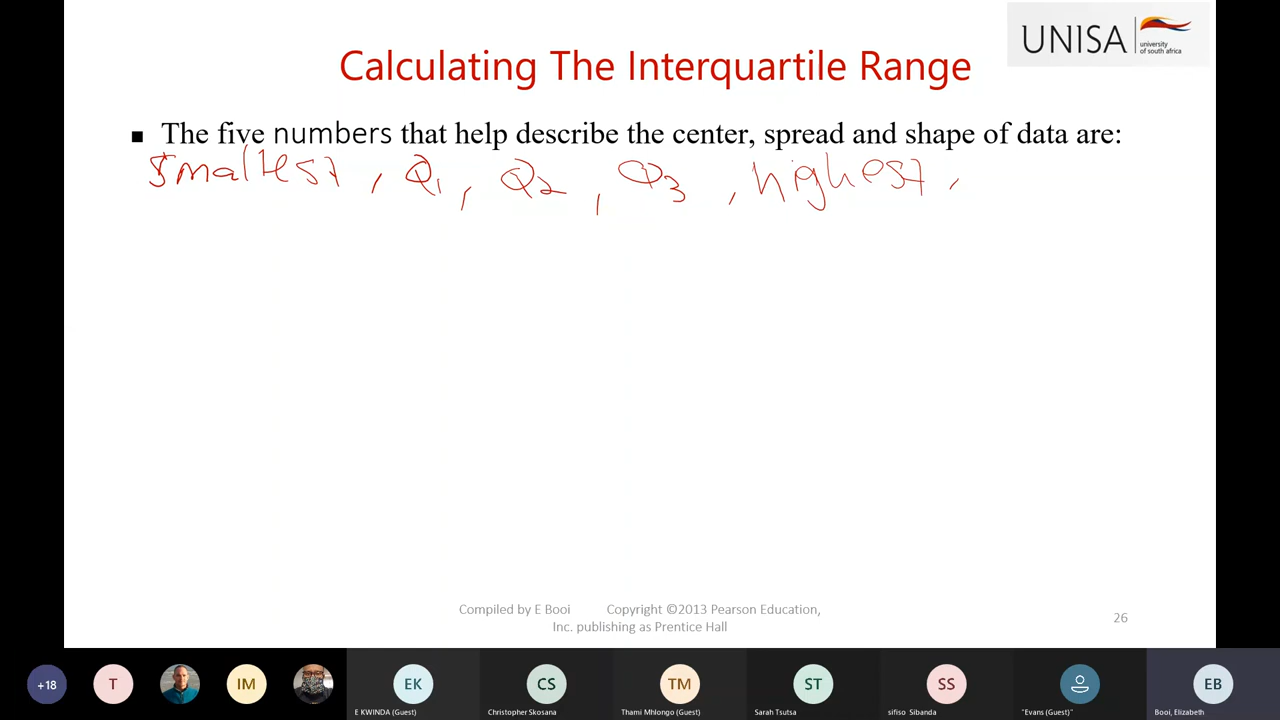 UNISA
university
of south africa
Calculating The Interquartile Range
■ The five numbers that help describe the center, spread and shape of data are:
smallest, Q1, Q2, Q3, highest,
Compiled by E Booi Copyright ©2013 Pearson Education,
Inc. publishing as Prentice Hall
26
+18
T
IM
EK
CS
TM
ST
SS
EB
E KWINDA (Guest)
Christopher Skosana
Thami Mhlongo (Guest)
Sarah Tsutsa
sifiso Sibanda
"Evans (Guest)"
Booi, Elizabeth